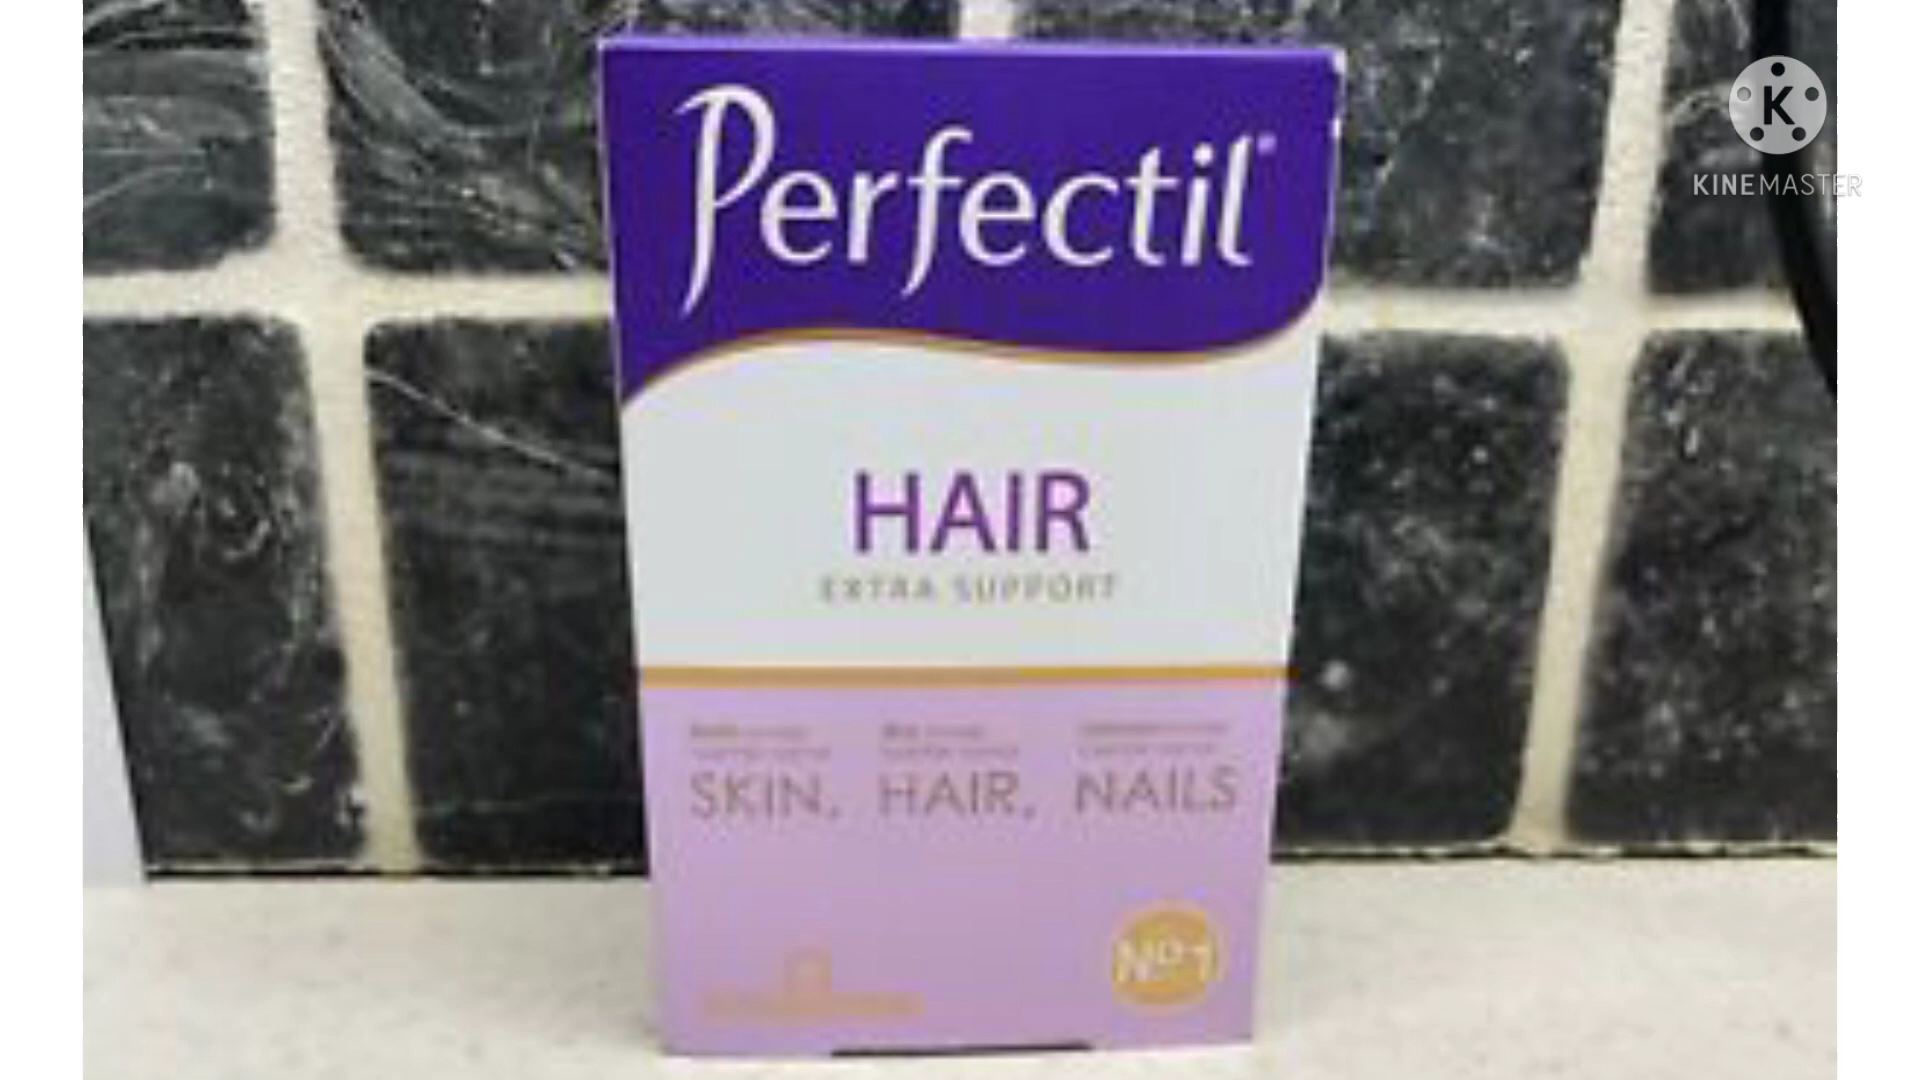 Perfectil®
HAIR
EXTRA SUPPORT
SKIN, HAIR, NAILS
Nº1
K
KINEMASTER